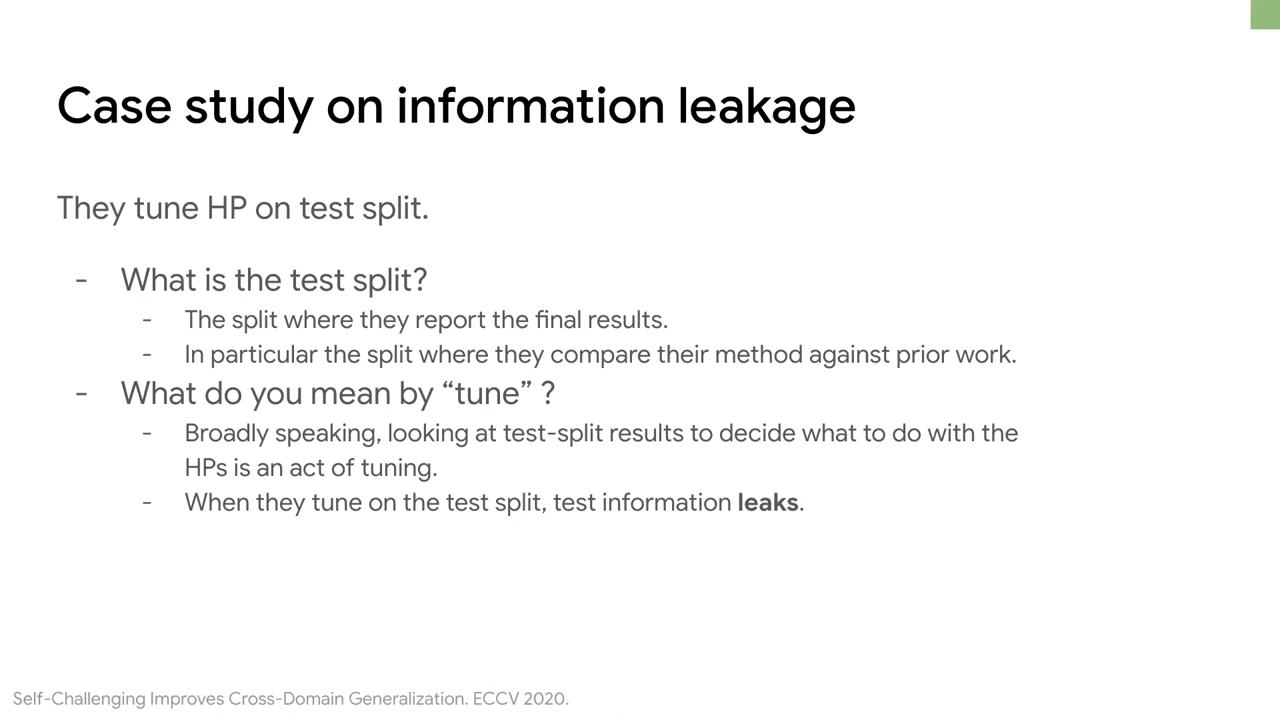 Case study on information leakage
They tune HP on test split.
- What is the test split?
- The split where they report the final results.
- In particular the split where they compare their method against prior work.
- What do you mean by “tune” ?
- Broadly speaking, looking at test-split results to decide what to do with the
HPs is an act of tuning.
- When they tune on the test split, test information leaks.
Self-Challenging Improves Cross-Domain Generalization. ECCV 2020.